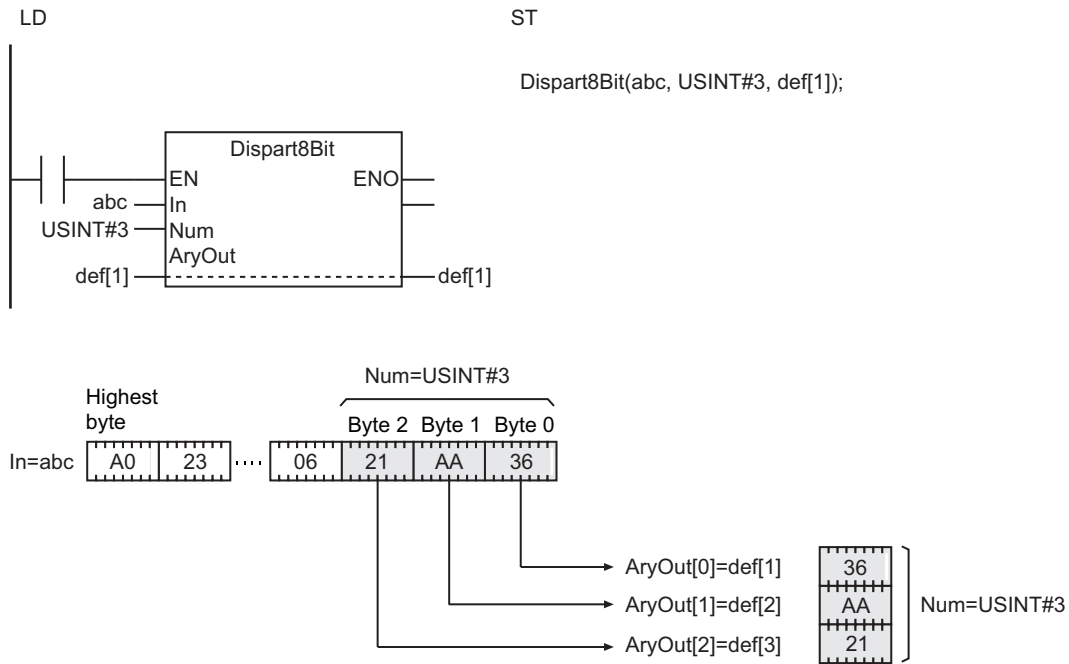 LD ST
Dispart8Bit(abc, USINT#3, def[1]);
Dispart8Bit
EN ENO
abc In
USINT#3 Num
AryOut
def[1] def[1]
Num=USINT#3
Highest
byte
Byte 2 Byte 1 Byte 0
In=abc A0 23 06 21 AA 36
AryOut[0]=def[1] 36
AryOut[1]=def[2] AA Num=USINT#3
AryOut[2]=def[3] 21